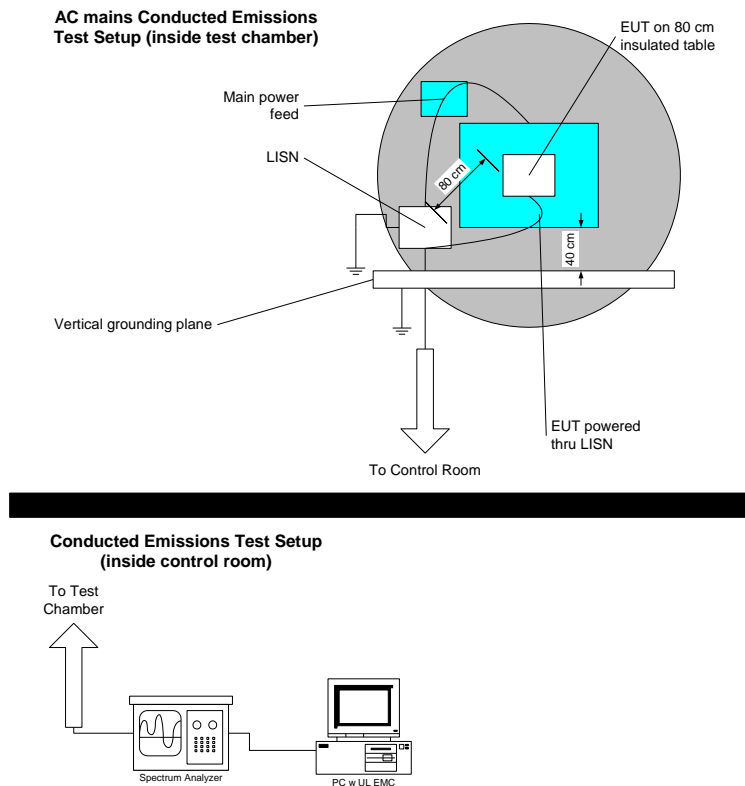 AC mains Conducted Emissions
Test Setup (inside test chamber)
EUT on 80 cm
insulated table
Main power
feed
LISN
80 cm
40 cm
Vertical grounding plane
EUT powered
thru LISN
To Control Room
Conducted Emissions Test Setup
(inside control room)
To Test
Chamber
Spectrum Analyzer
PC w UL EMC